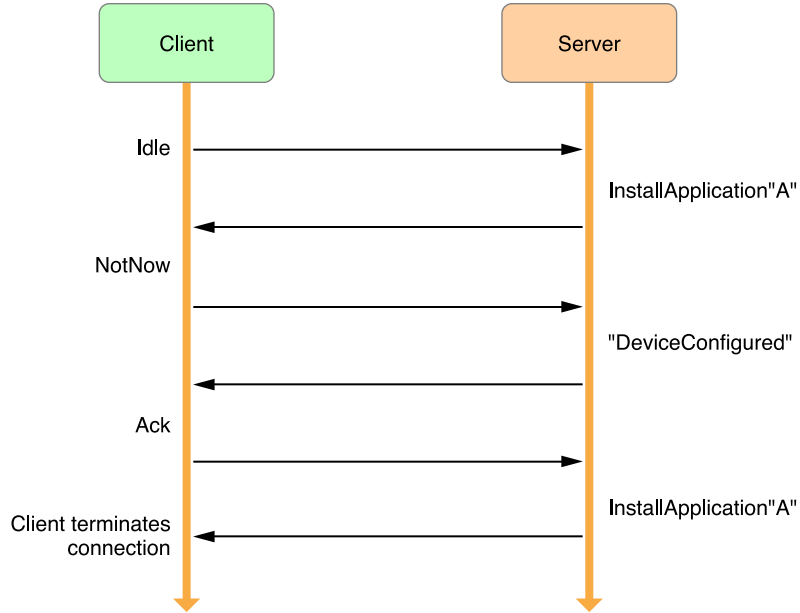 Client
Server
Idle
InstallApplication"A"
NotNow
"DeviceConfigured"
Ack
InstallApplication"A"
Client terminates
connection